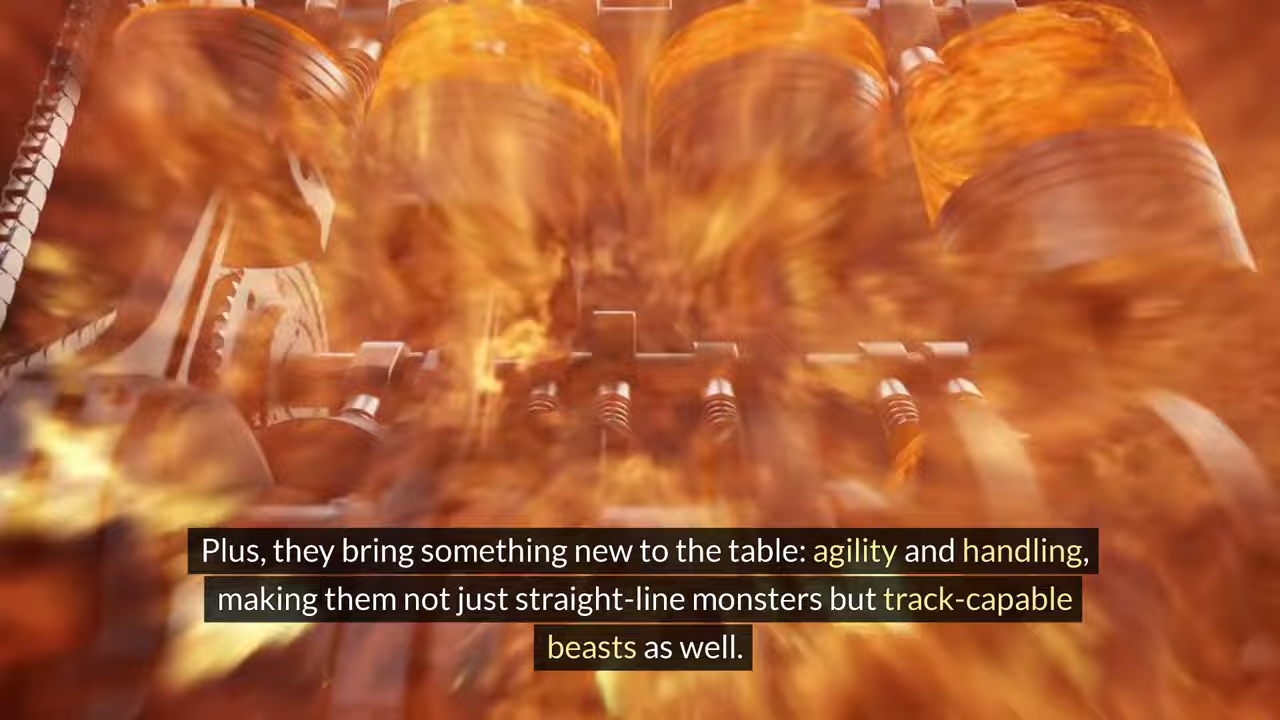 Plus, they bring something new to the table: agility and handling,
making them not just straight-line monsters but track-capable
beasts as well.